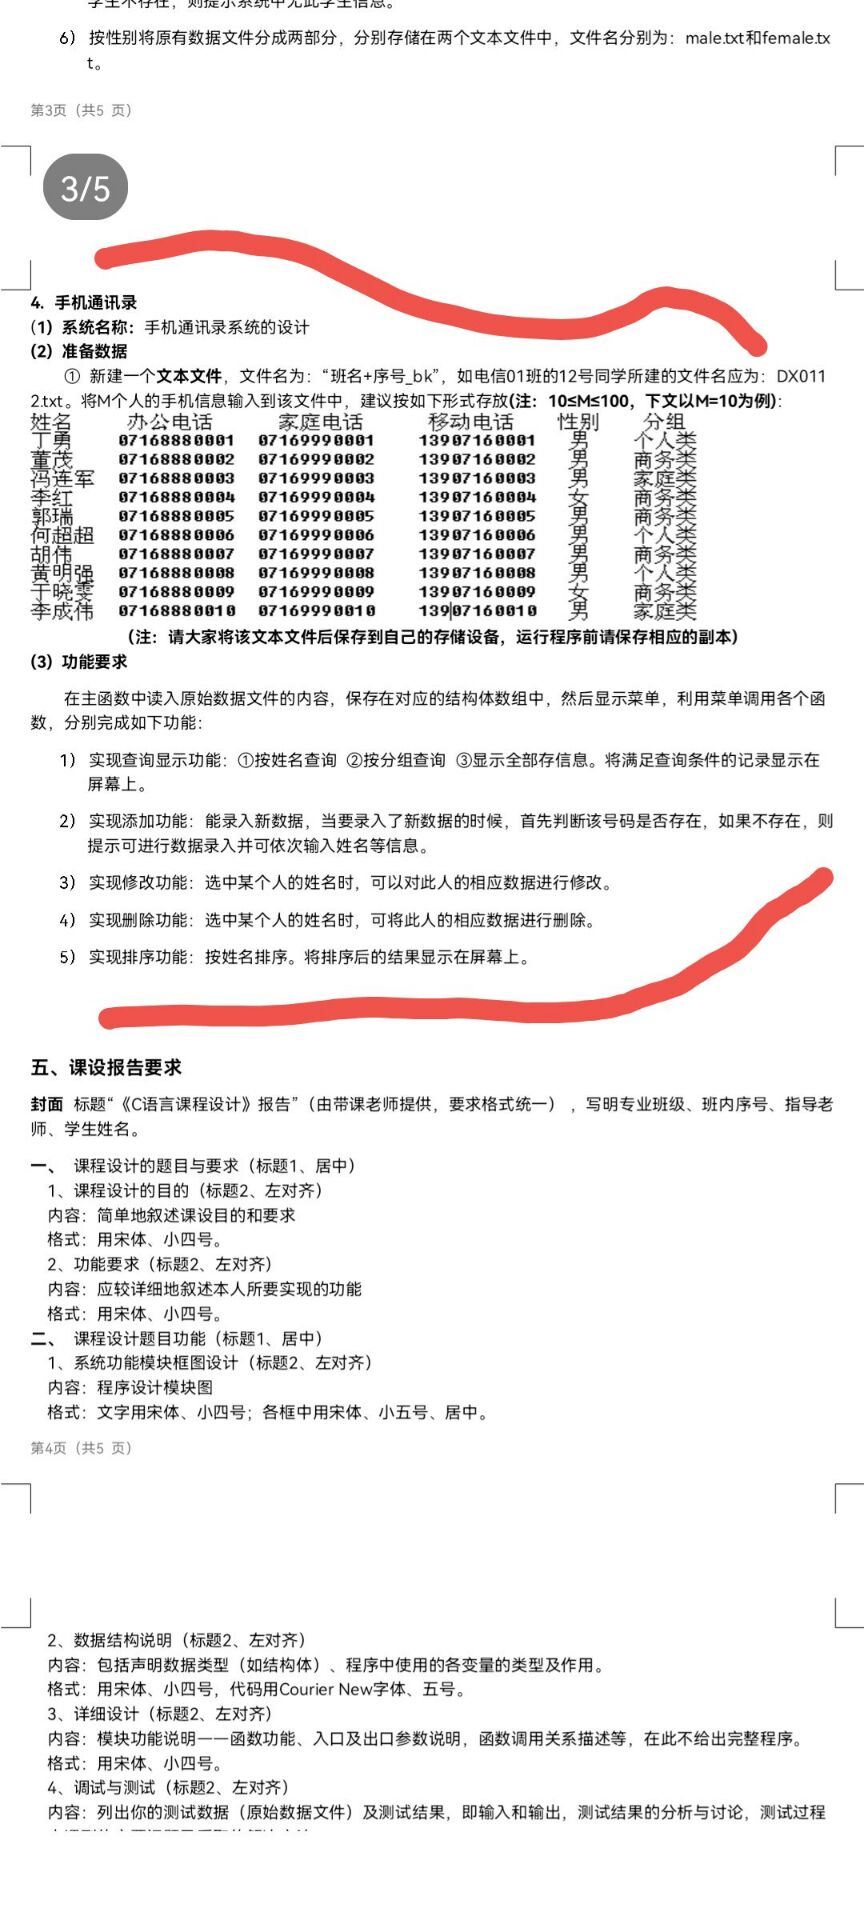 学生不存在，则提示系统中无此学生信息。
6） 按性别将原有数据文件分成两部分，分别存储在两个文本文件中，文件名分别为：male.txt和female.tx
t。
第3页（共5 页）
3/5
4. 手机通讯录
(1) 系统名称：手机通讯录系统的设计
(2) 准备数据
① 新建一个文本文件，文件名为：“班名+序号_bk”，如电信01班的12号同学所建的文件名应为：DX011
2.txt。将M个人的手机信息输入到该文件中，建议按如下形式存放(注：10≤M≤100，下文以M=10为例)：
姓名 办公电话 家庭电话 移动电话 性别 分组
丁勇 07168880001 07169990001 13907160001 男 个人类
董茂 07168880002 07169990002 13907160002 男 商务类
冯连军 07168880003 07169990003 13907160003 男 家庭类
李红 07168880004 07169990004 13907160004 女 商务类
郭瑞 07168880005 07169990005 13907160005 男 商务类
何超超 07168880006 07169990006 13907160006 男 个人类
胡伟 07168880007 07169990007 13907160007 男 商务类
黄明强 07168880008 07169990008 13907160008 男 个人类
于晓雯 07168880009 07169990009 13907160009 女 商务类
李成伟 07168880010 07169990010 13907160010 男 家庭类
（注：请大家将该文本文件后保存到自己的存储设备，运行程序前请保存相应的副本）
(3) 功能要求
在主函数中读入原始数据文件的内容，保存在对应的结构体数组中，然后显示菜单，利用菜单调用各个函
数，分别完成如下功能：
1） 实现查询显示功能：①按姓名查询 ②按分组查询 ③显示全部存信息。将满足查询条件的记录显示在
屏幕上。
2） 实现添加功能：能录入新数据，当要录入了新数据的时候，首先判断该号码是否存在，如果不存在，则
提示可进行数据录入并可依次输入姓名等信息。
3） 实现修改功能：选中某个人的姓名时，可以对此人的相应数据进行修改。
4） 实现删除功能：选中某个人的姓名时，可将此人的相应数据进行删除。
5） 实现排序功能：按姓名排序。将排序后的结果显示在屏幕上。
五、课设报告要求
封面 标题“《C语言课程设计》报告”（由带课老师提供，要求格式统一），写明专业班级、班内序号、指导老
师、学生姓名。
一、 课程设计的题目与要求（标题1、居中）
1、课程设计的目的（标题2、左对齐）
内容：简单地叙述课设目的和要求
格式：用宋体、小四号。
2、功能要求（标题2、左对齐）
内容：应较详细地叙述本人所要实现的功能
格式：用宋体、小四号。
二、 课程设计题目功能（标题1、居中）
1、系统功能模块框图设计（标题2、左对齐）
内容：程序设计模块图
格式：文字用宋体、小四号；各框中用宋体、小五号、居中。
第4页（共5 页）
2、数据结构说明（标题2、左对齐）
内容：包括声明数据类型（如结构体）、程序中使用的各变量的类型及作用。
格式：用宋体、小四号，代码用Courier New字体、五号。
3、详细设计（标题2、左对齐）
内容：模块功能说明——函数功能、入口及出口参数说明，函数调用关系描述等，在此不给出完整程序。
格式：用宋体、小四号。
4、调试与测试（标题2、左对齐）
内容：列出你的测试数据（原始数据文件）及测试结果，即输入和输出，测试结果的分析与讨论，测试过程